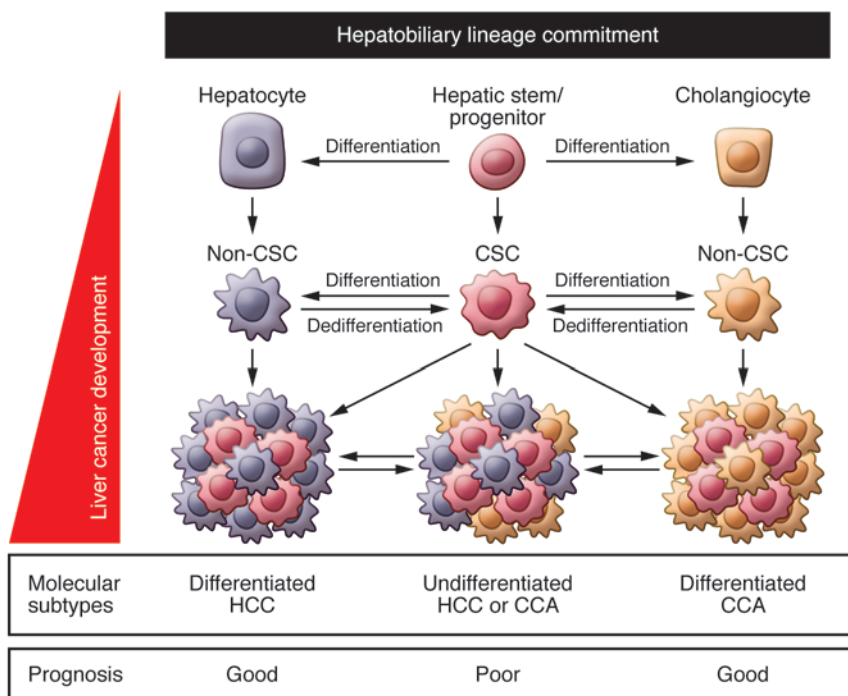 Hepatobiliary lineage commitment
Hepatocyte
Hepatic stem/
progenitor
Cholangiocyte
Differentiation
Differentiation
Non-CSC
CSC
Non-CSC
Differentiation
Differentiation
Dedifferentiation
Dedifferentiation
Liver cancer development
Molecular
subtypes
Differentiated
HCC
Undifferentiated
HCC or CCA
Differentiated
CCA
Prognosis
Good
Poor
Good